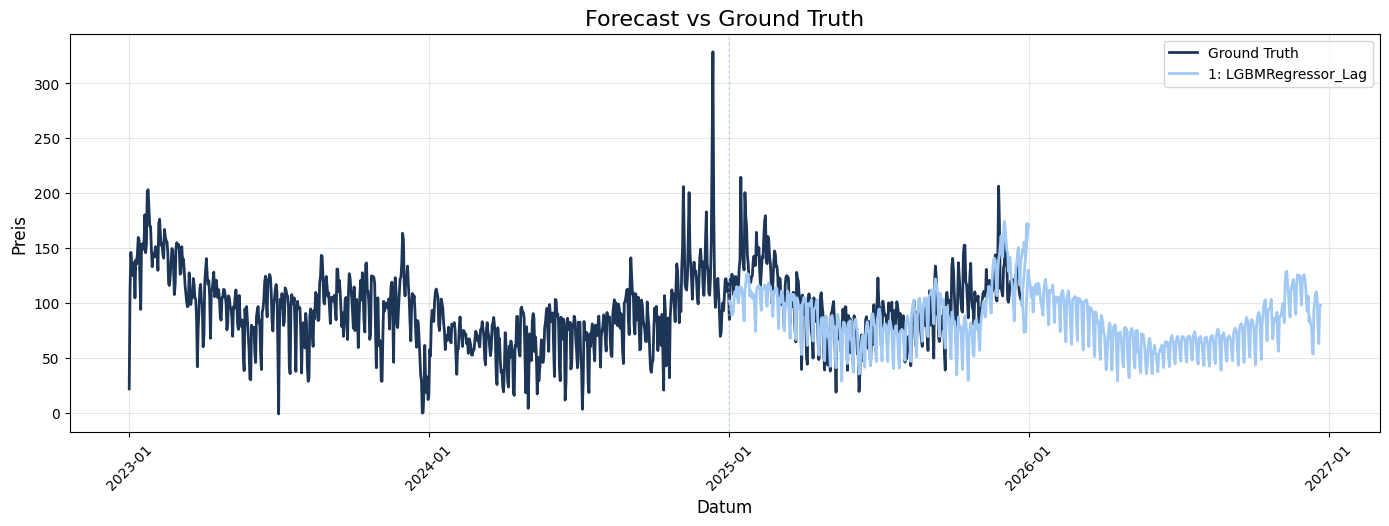 Forecast vs Ground Truth
Ground Truth
1: LGBMRegressor_Lag
Preis
300
250
200
150
100
50
0
2023-01
2024-01
2025-01
2026-01
2027-01
Datum